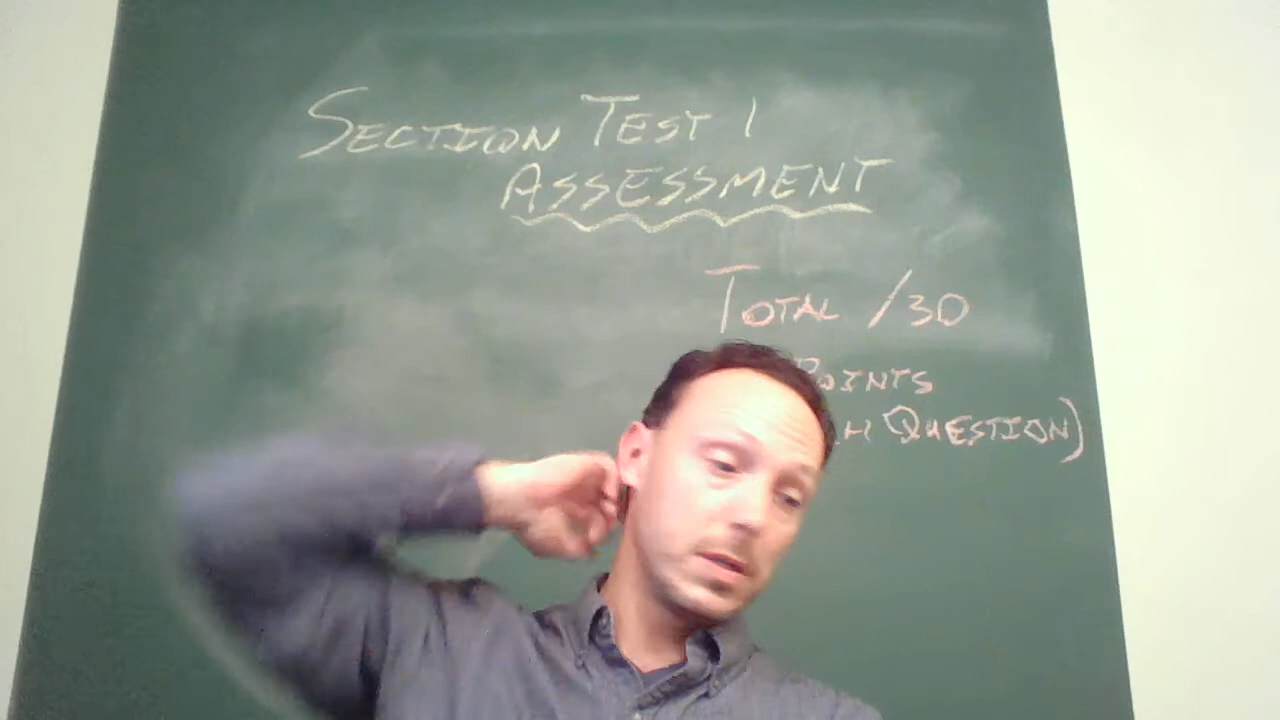 SECTION TEST 1
ASSESSMENT
TOTAL /30
POINTS
QUESTION)